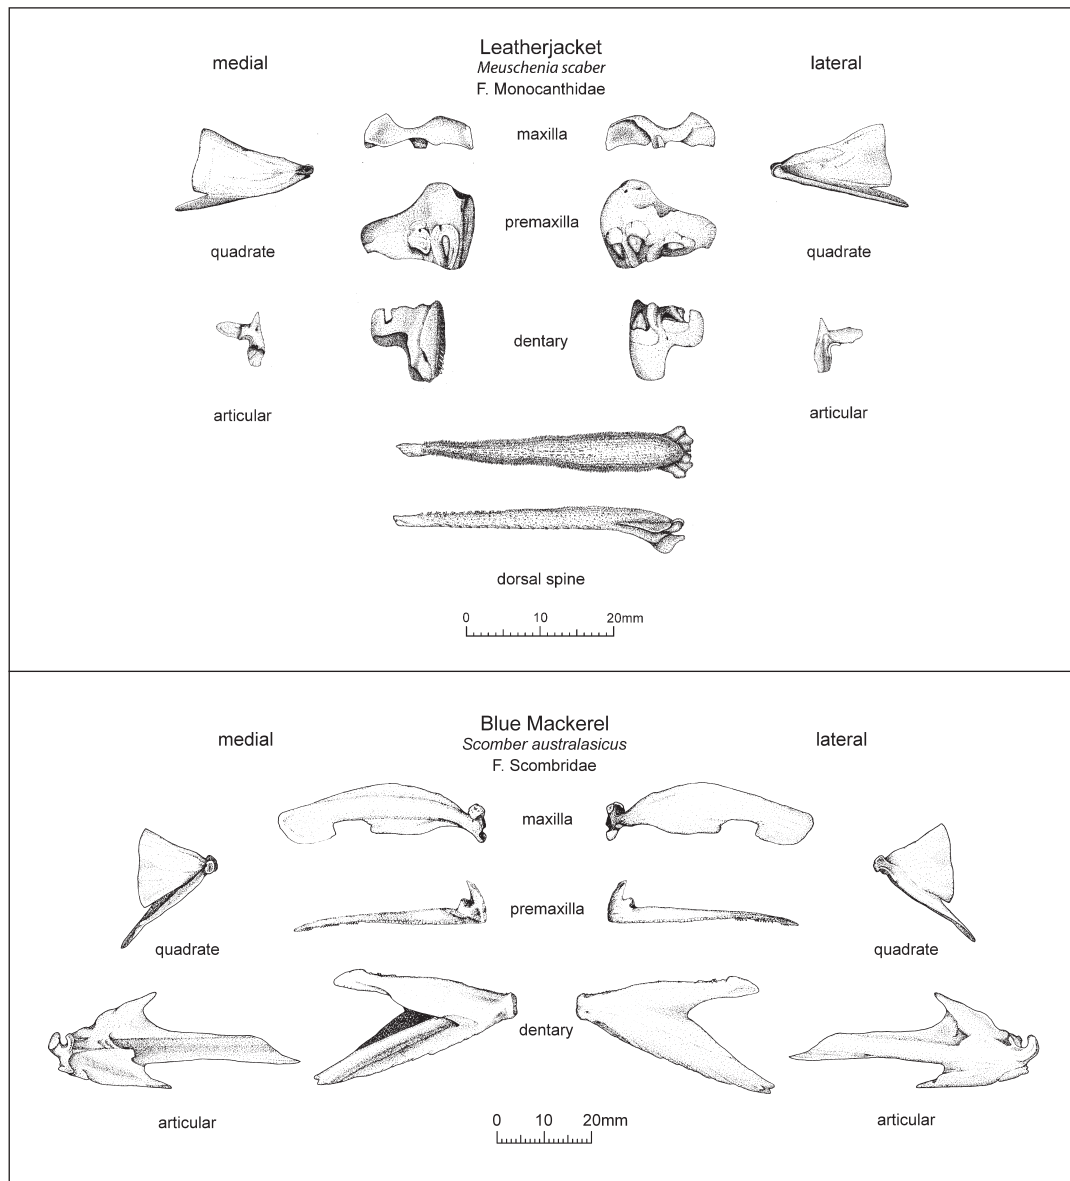 Leatherjacket
medial
Meuschenia scaber
lateral
F. Monocanthidae
maxilla
premaxilla
quadrate
quadrate
dentary
articular
articular
dorsal spine
0 10 20mm
Blue Mackerel
medial
Scomber australasicus
lateral
F. Scombridae
maxilla
premaxilla
quadrate
quadrate
dentary
articular
articular
0 10 20mm